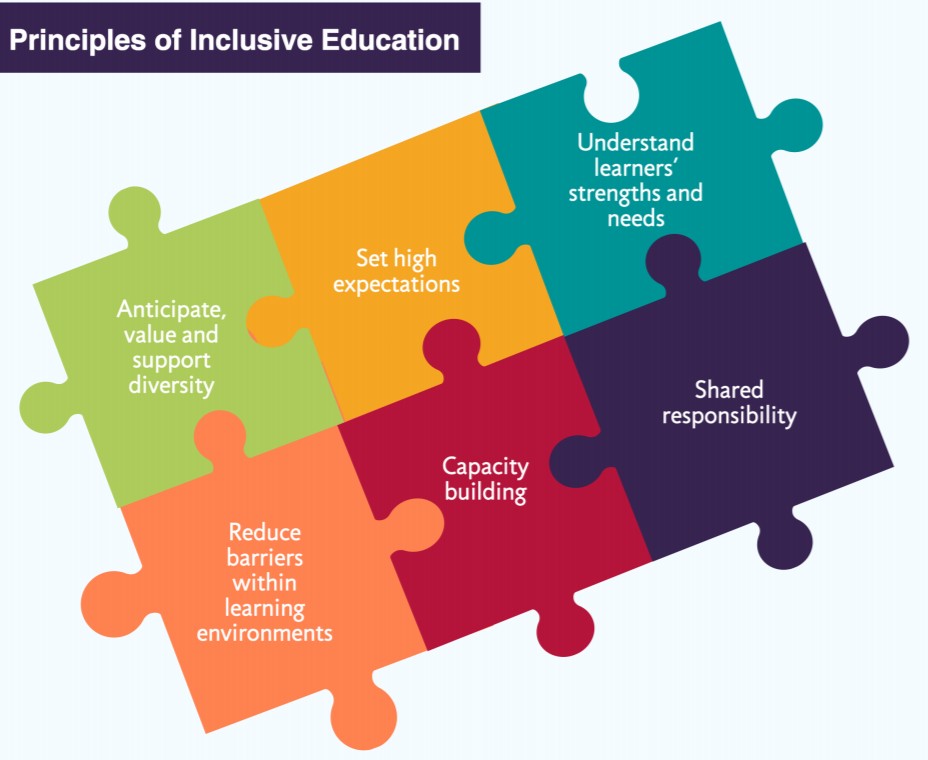 Principles of Inclusive Education
Understand
learners’
strengths and
needs
Set high
expectations
Anticipate,
value and
support
diversity
Shared
responsibility
Capacity
building
Reduce
barriers
within
learning
environments